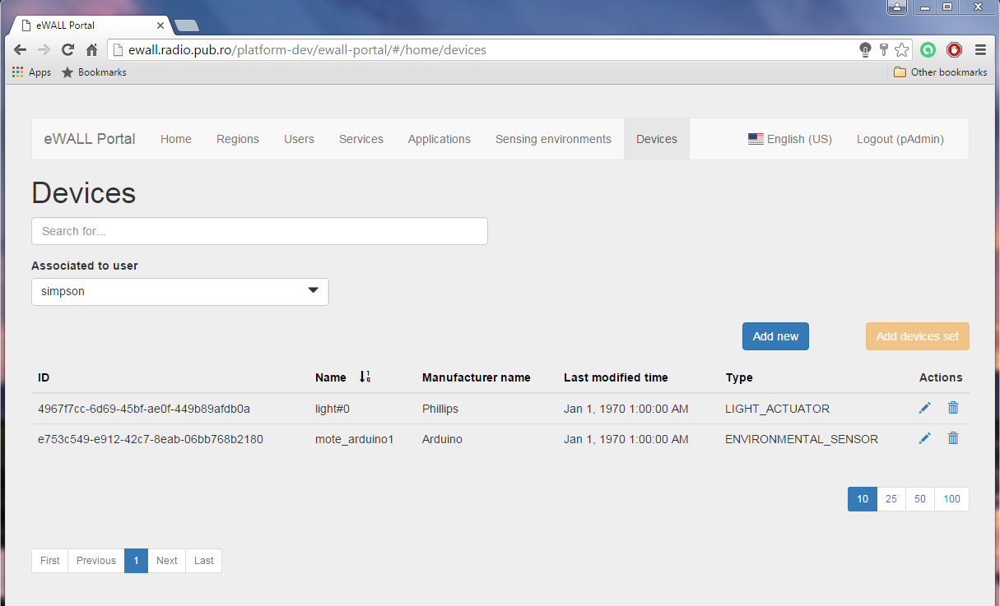 eWALL Portal
ewall.radio.pub.ro/platform-dev/ewall-portal/#/home/devices
Apps Bookmarks Other bookmarks
eWALL Portal Home Regions Users Services Applications Sensing environments Devices English (US) Logout (pAdmin)
Devices
Search for...
Associated to user
simpson
Add new Add devices set
ID Name Manufacturer name Last modified time Type Actions
4967f7cc-6d69-45bf-ae0f-449b89afdb0a light#0 Phillips Jan 1, 1970 1:00:00 AM LIGHT_ACTUATOR
e753c549-e912-42c7-8eab-06bb768b2180 mote_arduino1 Arduino Jan 1, 1970 1:00:00 AM ENVIRONMENTAL_SENSOR
10 25 50 100
First Previous 1 Next Last